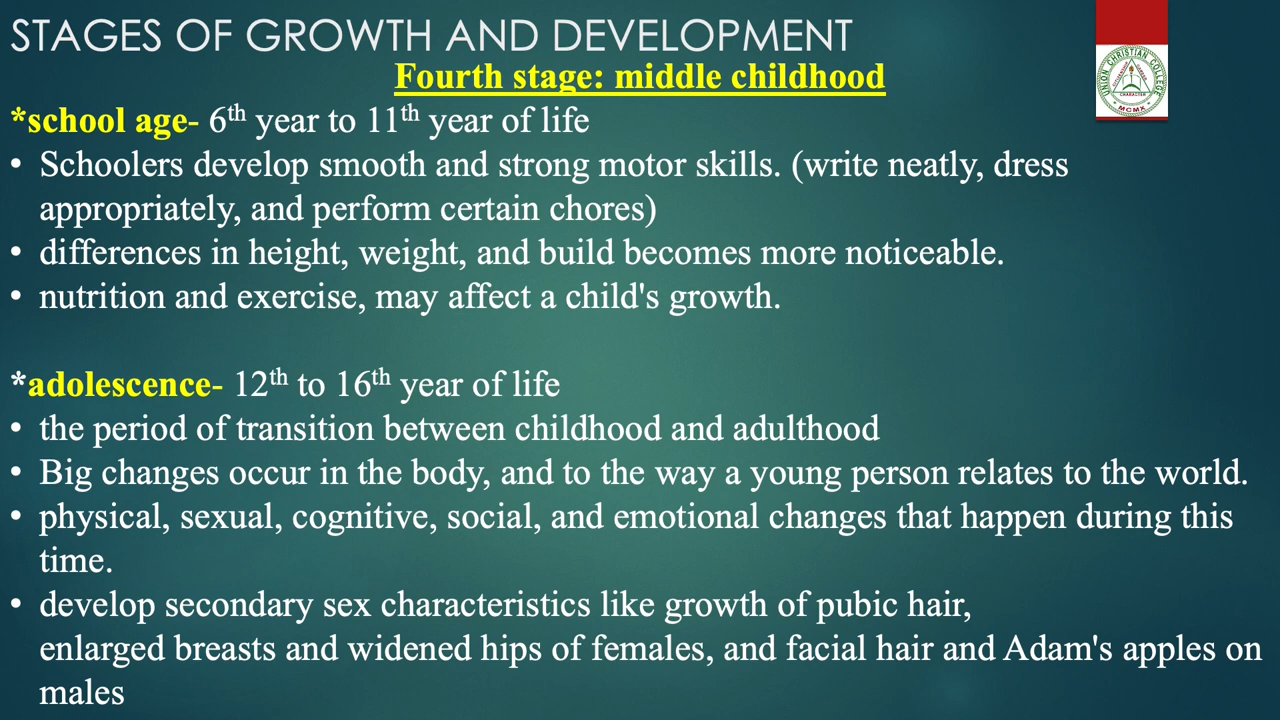 STAGES OF GROWTH AND DEVELOPMENT
Fourth stage: middle childhood
UNION CHRISTIAN COLLEGE
CHARACTER
MCMX
*school age- 6th year to 11th year of life
• Schoolers develop smooth and strong motor skills. (write neatly, dress
appropriately, and perform certain chores)
• differences in height, weight, and build becomes more noticeable.
• nutrition and exercise, may affect a child's growth.
*adolescence- 12th to 16th year of life
• the period of transition between childhood and adulthood
• Big changes occur in the body, and to the way a young person relates to the world.
• physical, sexual, cognitive, social, and emotional changes that happen during this
time.
• develop secondary sex characteristics like growth of pubic hair,
enlarged breasts and widened hips of females, and facial hair and Adam's apples on
males